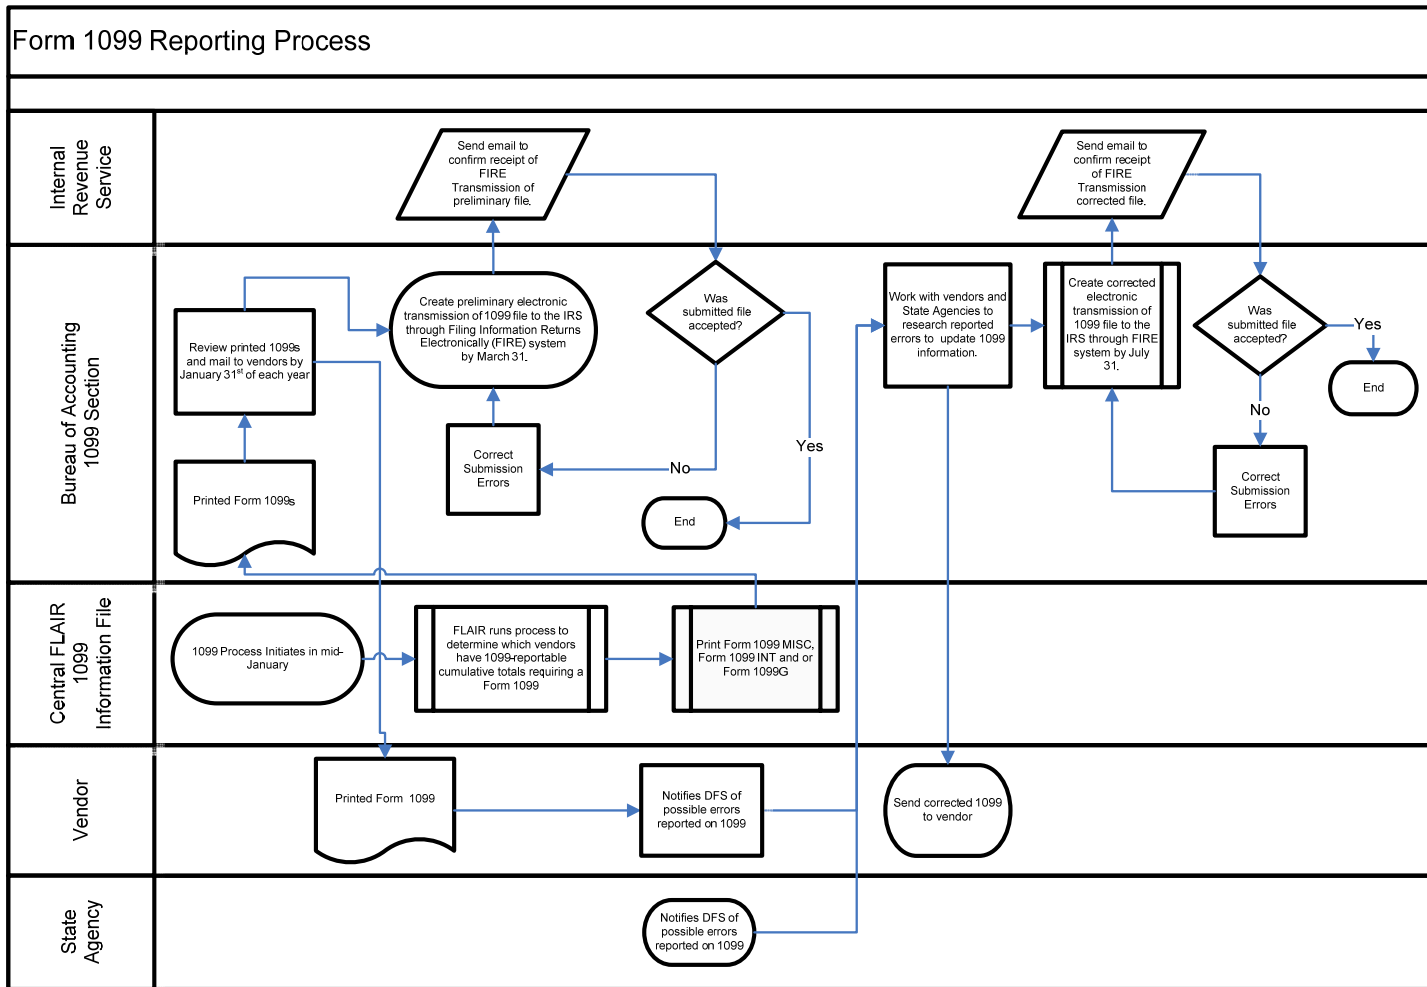 Form 1099 Reporting Process
Internal
Revenue
Service
Send email to
confirm receipt of
FIRE
Transmission of
preliminary file.
Send email to
confirm receipt
of FIRE
Transmission
corrected file.
Bureau of Accounting
1099 Section
Review printed 1099s
and mail to vendors by
January 31st of each year
Printed Form 1099s
Create preliminary electronic
transmission of 1099 file to the IRS
through Filing Information Returns
Electronically (FIRE) system
by March 31.
Correct
Submission
Errors
Was
submitted file
accepted?
No
Yes
End
Work with vendors and
State Agencies to
research reported
errors to update 1099
information.
Create corrected
electronic
transmission of
1099 file to the
IRS through FIRE
system by July
31.
Was
submitted file
accepted?
Yes
End
No
Correct
Submission
Errors
Central FLAIR
1099
Information File
1099 Process Initiates in mid-
January
FLAIR runs process to
determine which vendors
have 1099-reportable
cumulative totals requiring a
Form 1099
Print Form 1099 MISC,
Form 1099 INT and or
Form 1099G
Vendor
Printed Form 1099
Notifies DFS of
possible errors
reported on 1099
Send corrected 1099
to vendor
State
Agency
Notifies DFS of
possible errors
reported on 1099